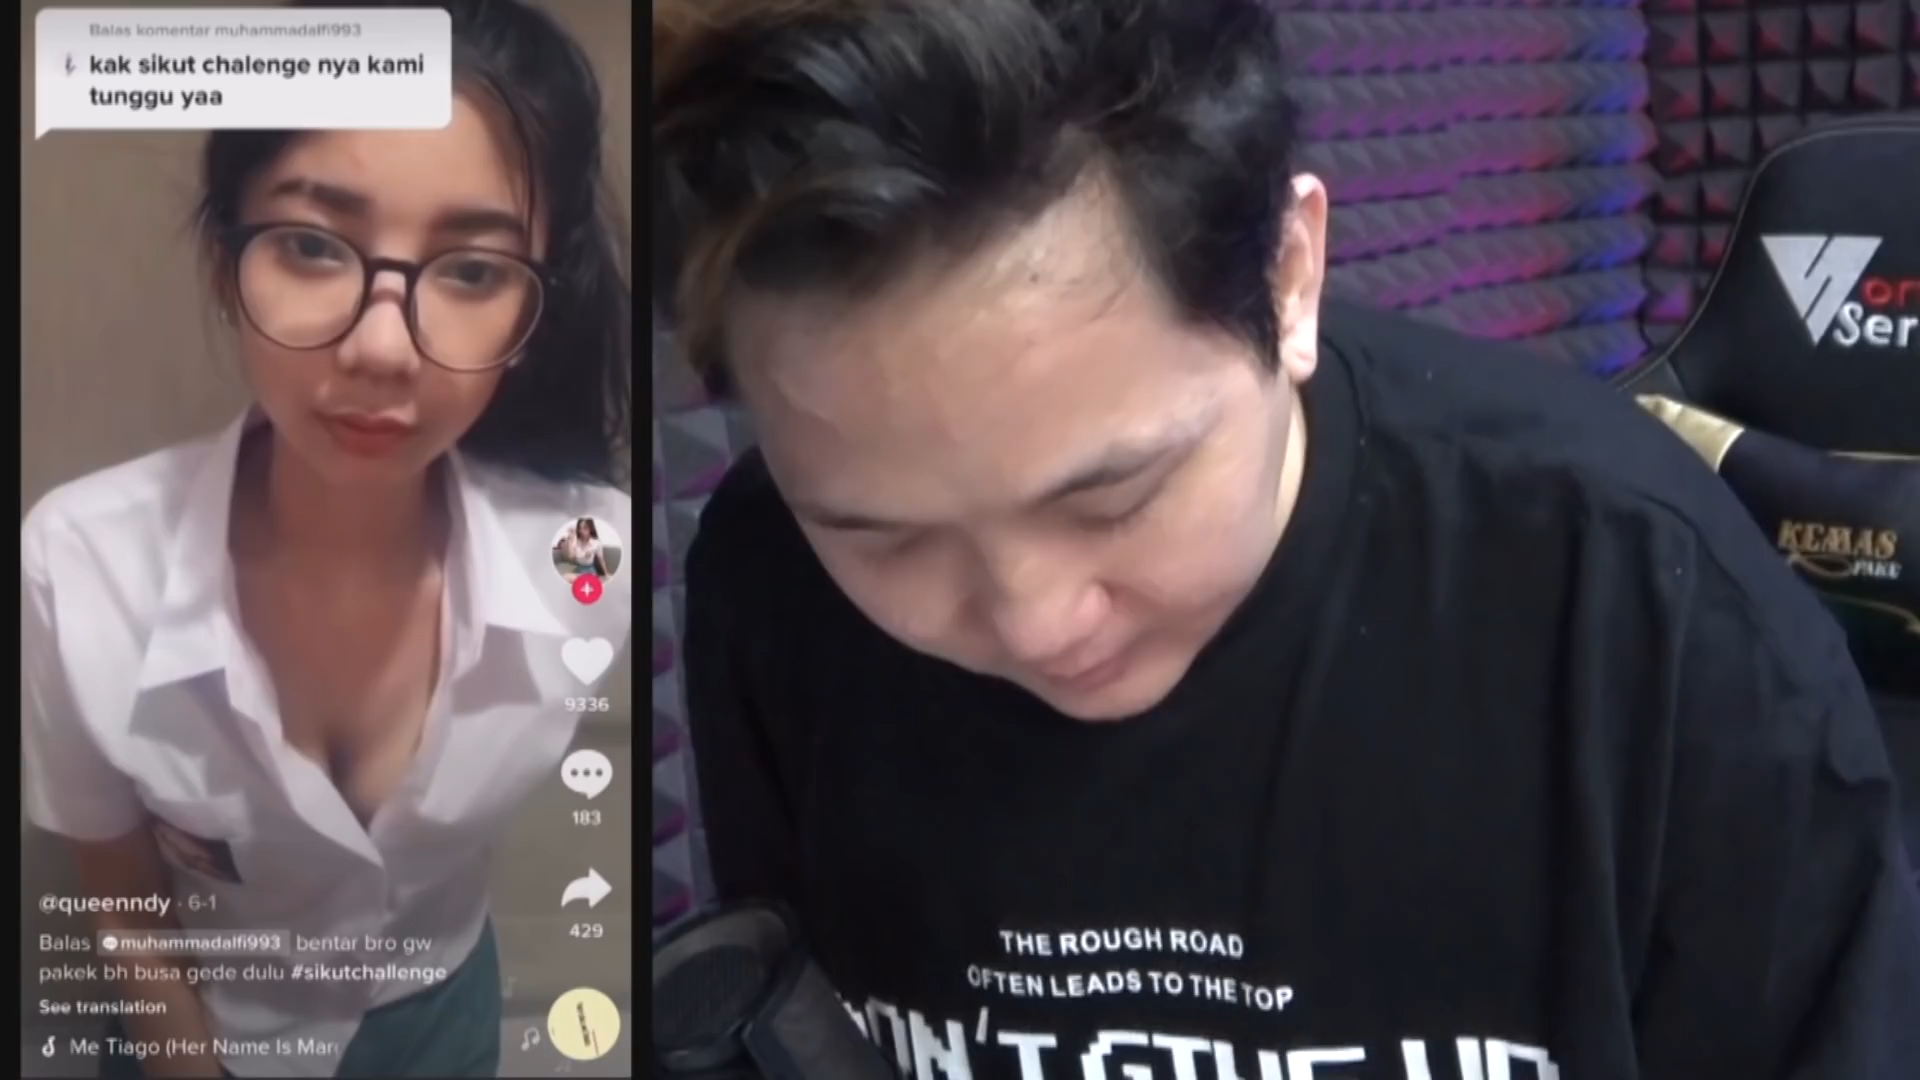 Balas komentar muhammadalfi993
kak sikut chalenge nya kami
tunggu yaa
9336
183
429
@queenndy · 6-1
Balas muhammadalfi993 bentar bro gw
pakek bh busa gede dulu #sikutchallenge
See translation
Me Tiago (Her Name Is Mar
THE ROUGH ROAD
OFTEN LEADS TO THE TOP
Ser
KEMAS
PAKE